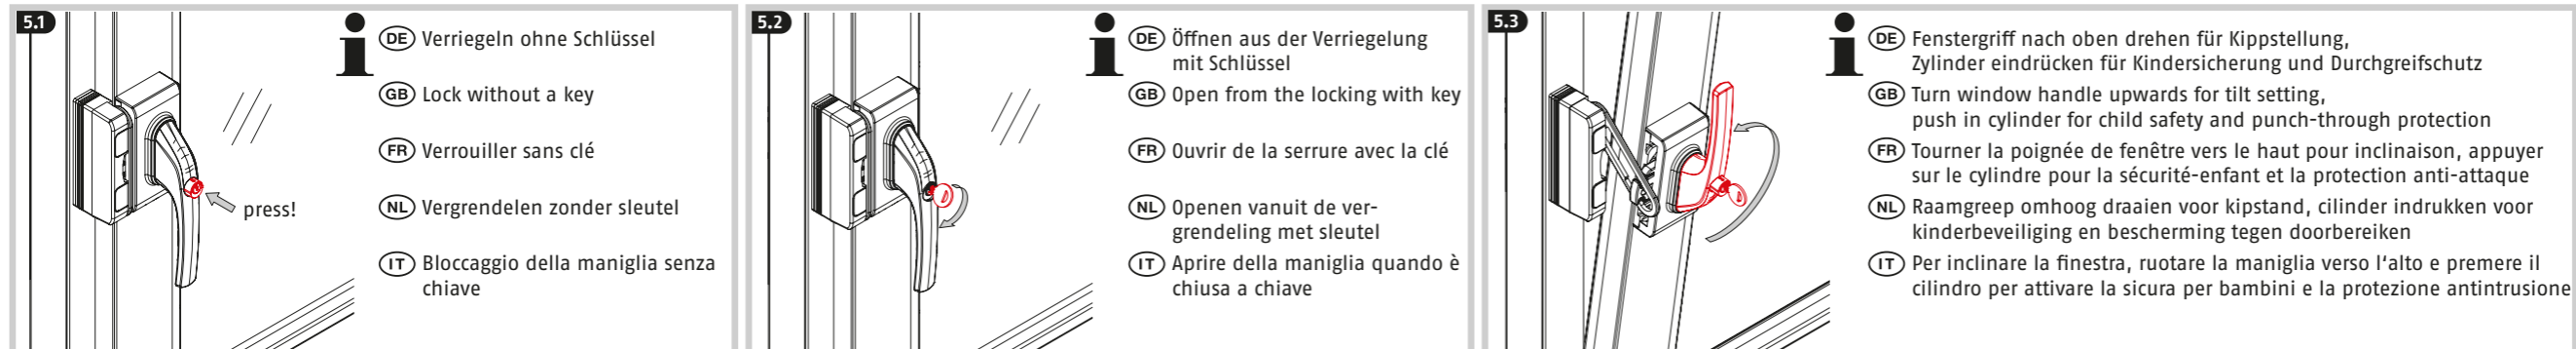 5.1
DE Verriegeln ohne Schlüssel
GB Lock without a key
FR Verrouiller sans clé
NL Vergrendelen zonder sleutel
IT Bloccaggio della maniglia senza
chiave
press!
5.2
DE Öffnen aus der Verriegelung
mit Schlüssel
GB Open from the locking with key
FR Ouvrir de la serrure avec la clé
NL Openen vanuit de ver-
grendeling met sleutel
IT Aprire della maniglia quando è
chiusa a chiave
5.3
DE Fenstergriff nach oben drehen für Kippstellung,
Zylinder eindrücken für Kindersicherung und Durchgreifschutz
GB Turn window handle upwards for tilt setting,
push in cylinder for child safety and punch-through protection
FR Tourner la poignée de fenêtre vers le haut pour inclinaison, appuyer
sur le cylindre pour la sécurité-enfant et la protection anti-attaque
NL Raamgreep omhoog draaien voor kipstand, cilinder indrukken voor
kinderbeveiliging en bescherming tegen doorbereiken
IT Per inclinare la finestra, ruotare la maniglia verso l'alto e premere il
cilindro per attivare la sicura per bambini e la protezione antintrusione